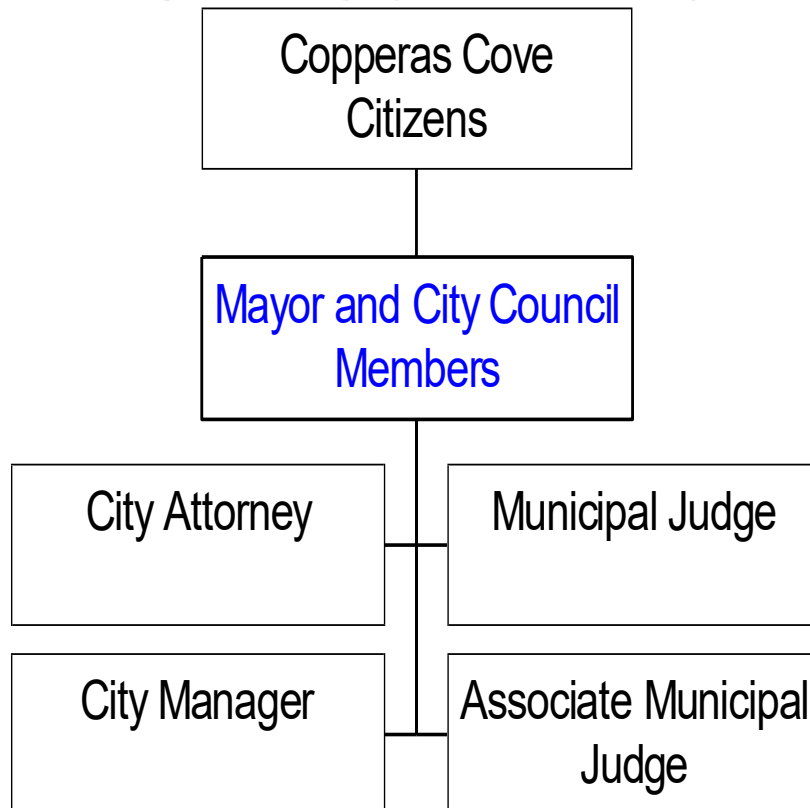 Copperas Cove
Citizens
Mayor and City Council
Members
City Attorney
Municipal Judge
City Manager
Associate Municipal
Judge